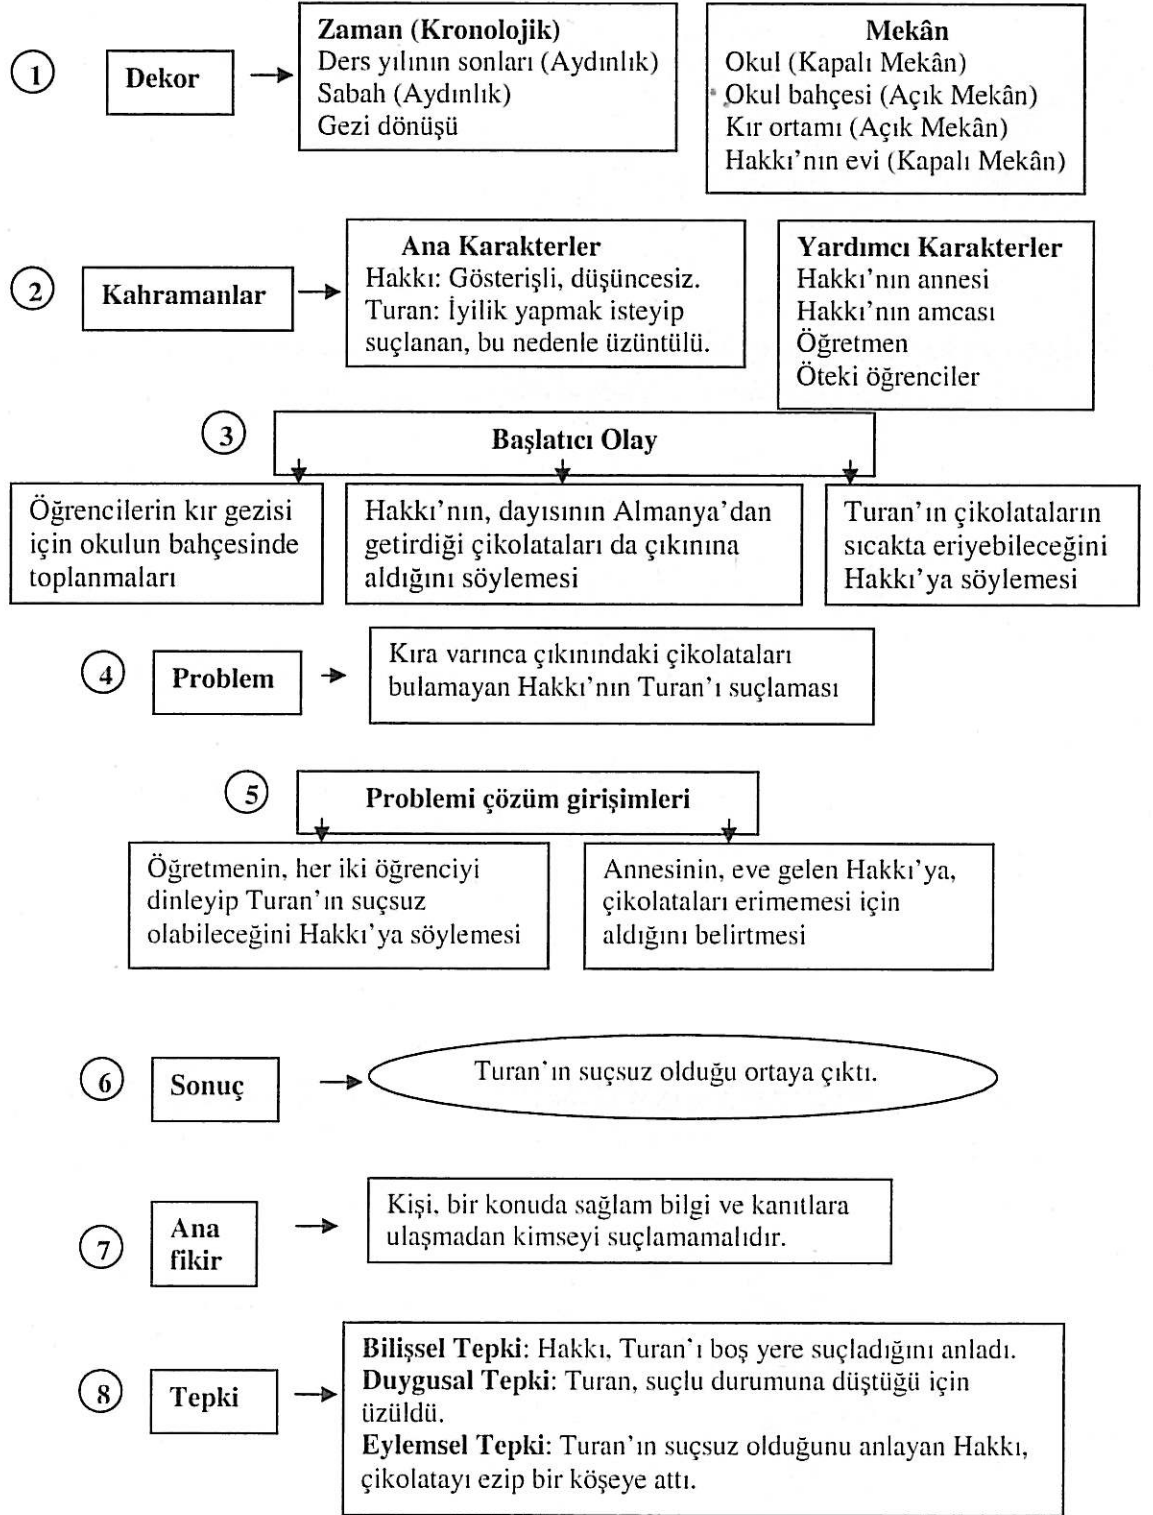 1
Dekor
Zaman (Kronolojik)
Ders yılının sonları (Aydınlık)
Sabah (Aydınlık)
Gezi dönüşü
Mekân
Okul (Kapalı Mekân)
Okul bahçesi (Açık Mekân)
Kır ortamı (Açık Mekân)
Hakkı'nın evi (Kapalı Mekân)
2
Kahramanlar
Ana Karakterler
Hakkı: Gösterişli, düşüncesiz.
Turan: İyilik yapmak isteyip
suçlanan, bu nedenle üzüntülü.
Yardımcı Karakterler
Hakkı'nın annesi
Hakkı'nın amcası
Öğretmen
Öteki öğrenciler
3
Başlatıcı Olay
Öğrencilerin kır gezisi
için okulun bahçesinde
toplanmaları
Hakkı'nın, dayısının Almanya'dan
getirdiği çikolataları da çıkınına
aldığını söylemesi
Turan'ın çikolataların
sıcakta eriyebileceğini
Hakkı'ya söylemesi
4
Problem
Kıra varınca çıkınındaki çikolataları
bulamayan Hakkı'nın Turan'ı suçlaması
5
Problemi çözüm girişimleri
Öğretmenin, her iki öğrenciyi
dinleyip Turan'ın suçsuz
olabileceğini Hakkı'ya söylemesi
Annesinin, eve gelen Hakkı'ya,
çikolataları erimemesi için
aldığını belirtmesi
6
Sonuç
Turan'ın suçsuz olduğu ortaya çıktı.
7
Ana
fikir
Kişi, bir konuda sağlam bilgi ve kanıtlara
ulaşmadan kimseyi suçlamamalıdır.
8
Tepki
Bilişsel Tepki: Hakkı, Turan'ı boş yere suçladığını anladı.
Duygusal Tepki: Turan, suçlu durumuna düştüğü için
üzüldü.
Eylemsel Tepki: Turan'ın suçsuz olduğunu anlayan Hakkı,
çikolatayı ezip bir köşeye attı.